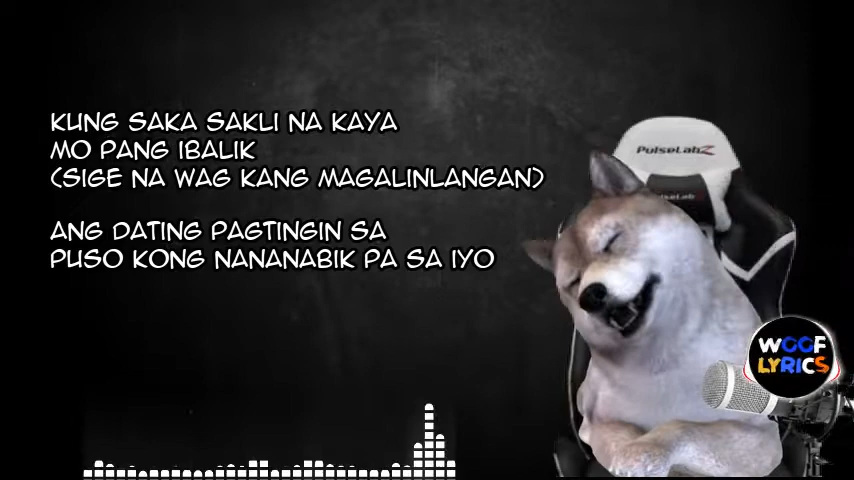 KUNG SAKA SAKLI NA KAYA
MO PANG IBALIK
(SIGE NA WAG KANG MAGALINLANGAN)
ANG DATING PAGTINGIN SA
PUSO KONG NANANABIK PA SA IYO
PulseLabz
PulseLabz
WOOF
LYRICS